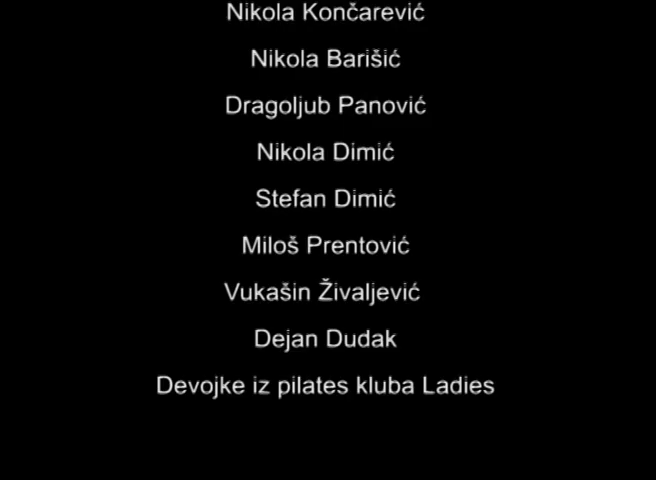 Nikola Končarević
Nikola Barišić
Dragoljub Panović
Nikola Dimić
Stefan Dimić
Miloš Prentović
Vukašin Živaljević
Dejan Dudak
Devojke iz pilates kluba Ladies